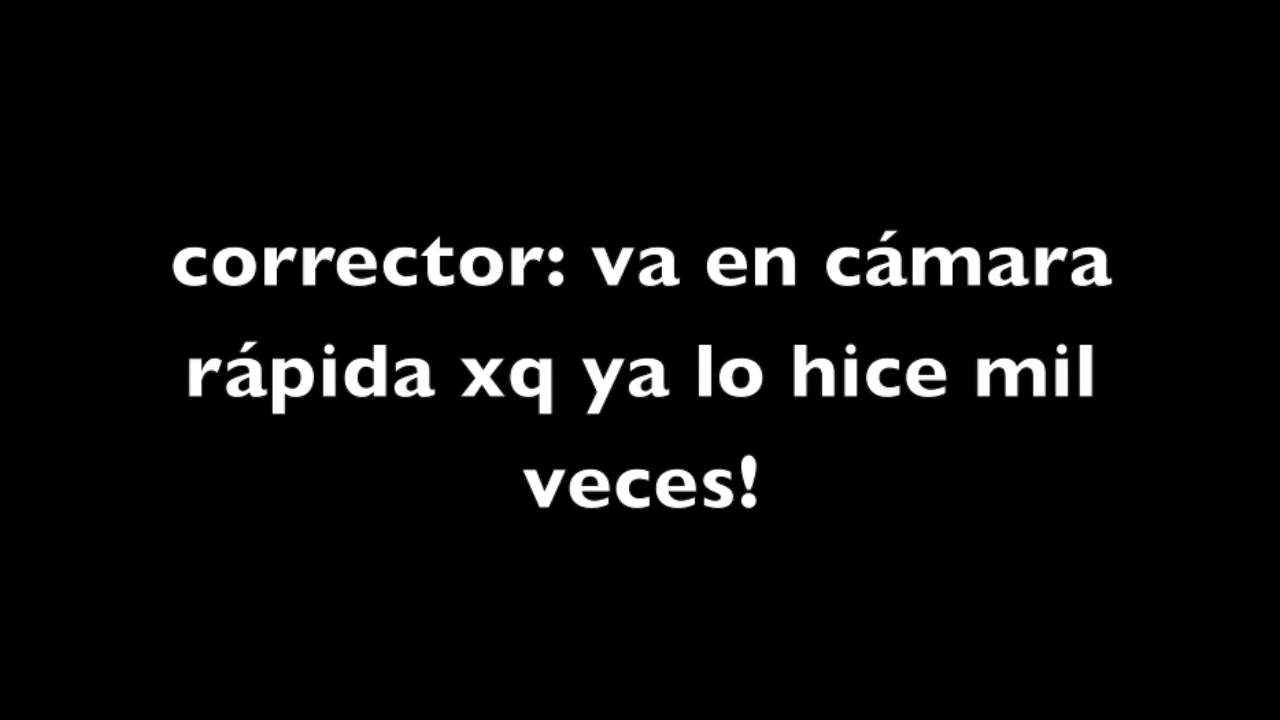 corrector: va en cámara
rápida xq ya lo hice mil
veces!